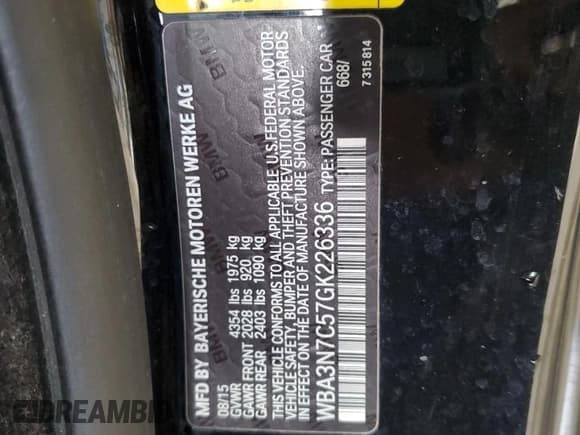 MFD BY BAYERISCHE MOTOREN WERKE AG
08/15
GVWR 4354 lbs 1975 kg
GAWR FRONT 2028 lbs 920 kg
GAWR REAR 2403 lbs 1090 kg
THIS VEHICLE CONFORMS TO ALL APPLICABLE U.S. FEDERAL MOTOR
VEHICLE SAFETY, BUMPER AND THEFT PREVENTION STANDARDS
IN EFFECT ON THE DATE OF MANUFACTURE SHOWN ABOVE.
WBA3N7C57GK226336 TYPE: PASSENGER CAR
668/
7 315 814
DREAMBID